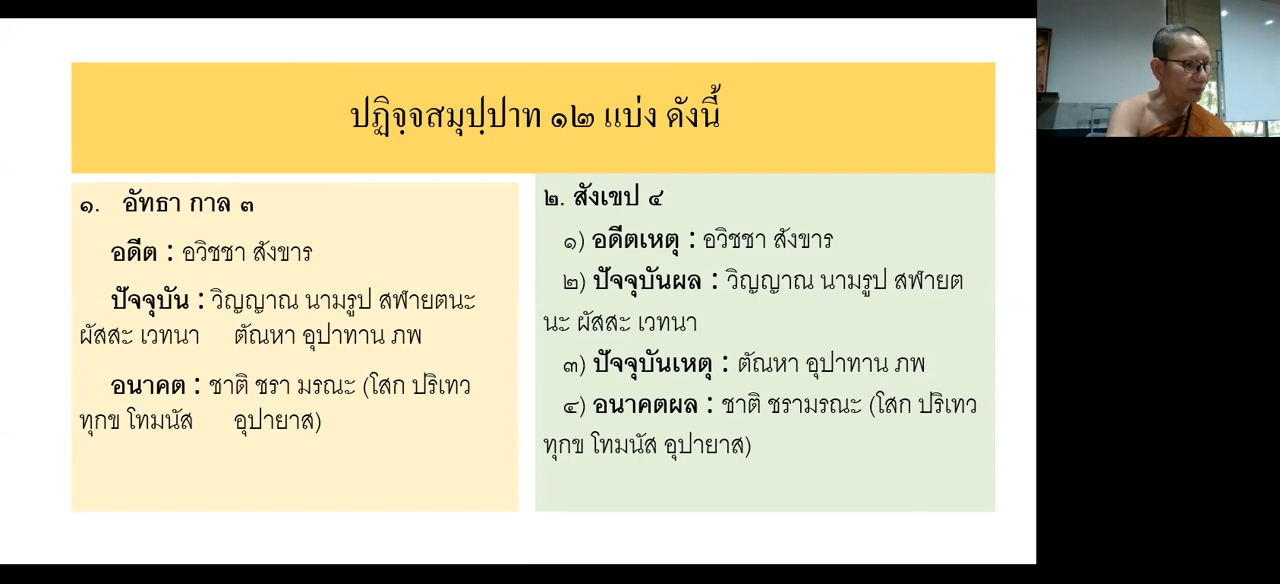 ปฏิจฺจสมุปฺปาท ๑๒ แบ่ง ดังนี้
๑. อัทธา กาล ๓
อดีต : อวิชชา สังขาร
ปัจจุบัน : วิญญาณ นามรูป สฬายตนะ
ผัสสะ เวทนา ตัณหา อุปาทาน ภพ
อนาคต : ชาติ ชรา มรณะ (โสก ปริเทว
ทุกข โทมนัส อุปายาส)
๒. สังเขป ๔
๑) อดีตเหตุ : อวิชชา สังขาร
๒) ปัจจุบันผล : วิญญาณ นามรูป สฬายต
นะ ผัสสะ เวทนา
๓) ปัจจุบันเหตุ : ตัณหา อุปาทาน ภพ
๔) อนาคตผล : ชาติ ชรามรณะ (โสก ปริเทว
ทุกข โทมนัส อุปายาส)